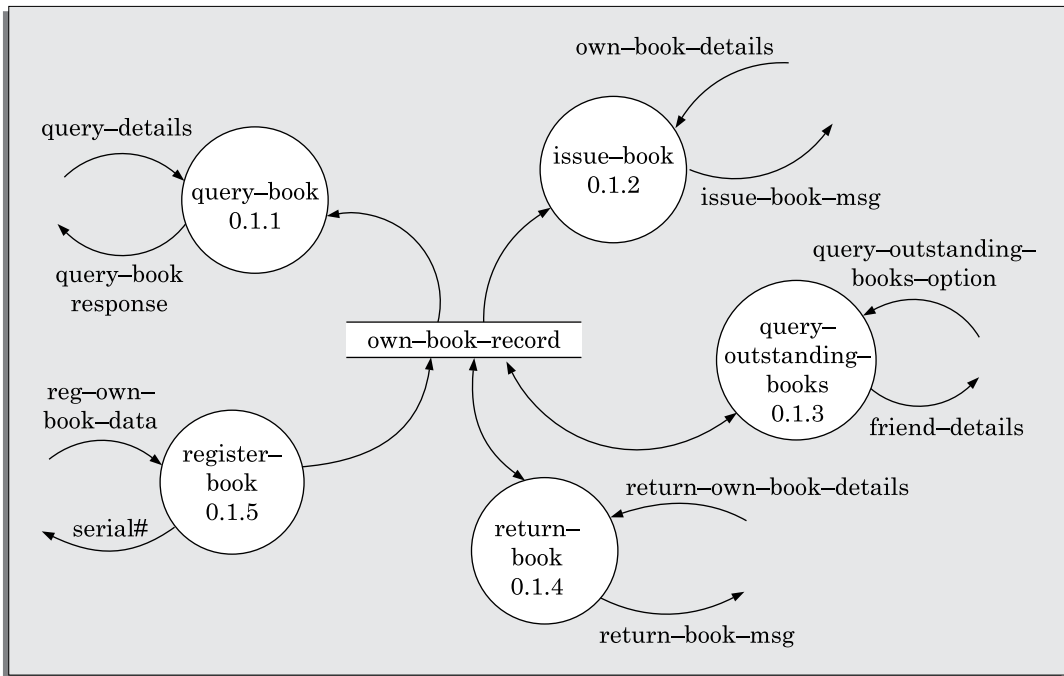 own–book–details
query–details
issue–book
0.1.2
query–book
0.1.1
issue–book–msg
query–outstanding–
books–option
query–book
response
own–book–record
query–
outstanding–
books
0.1.3
reg–own–
book–data
friend–details
register–
book
0.1.5
return–own–book–details
serial#
return–
book
0.1.4
return–book–msg